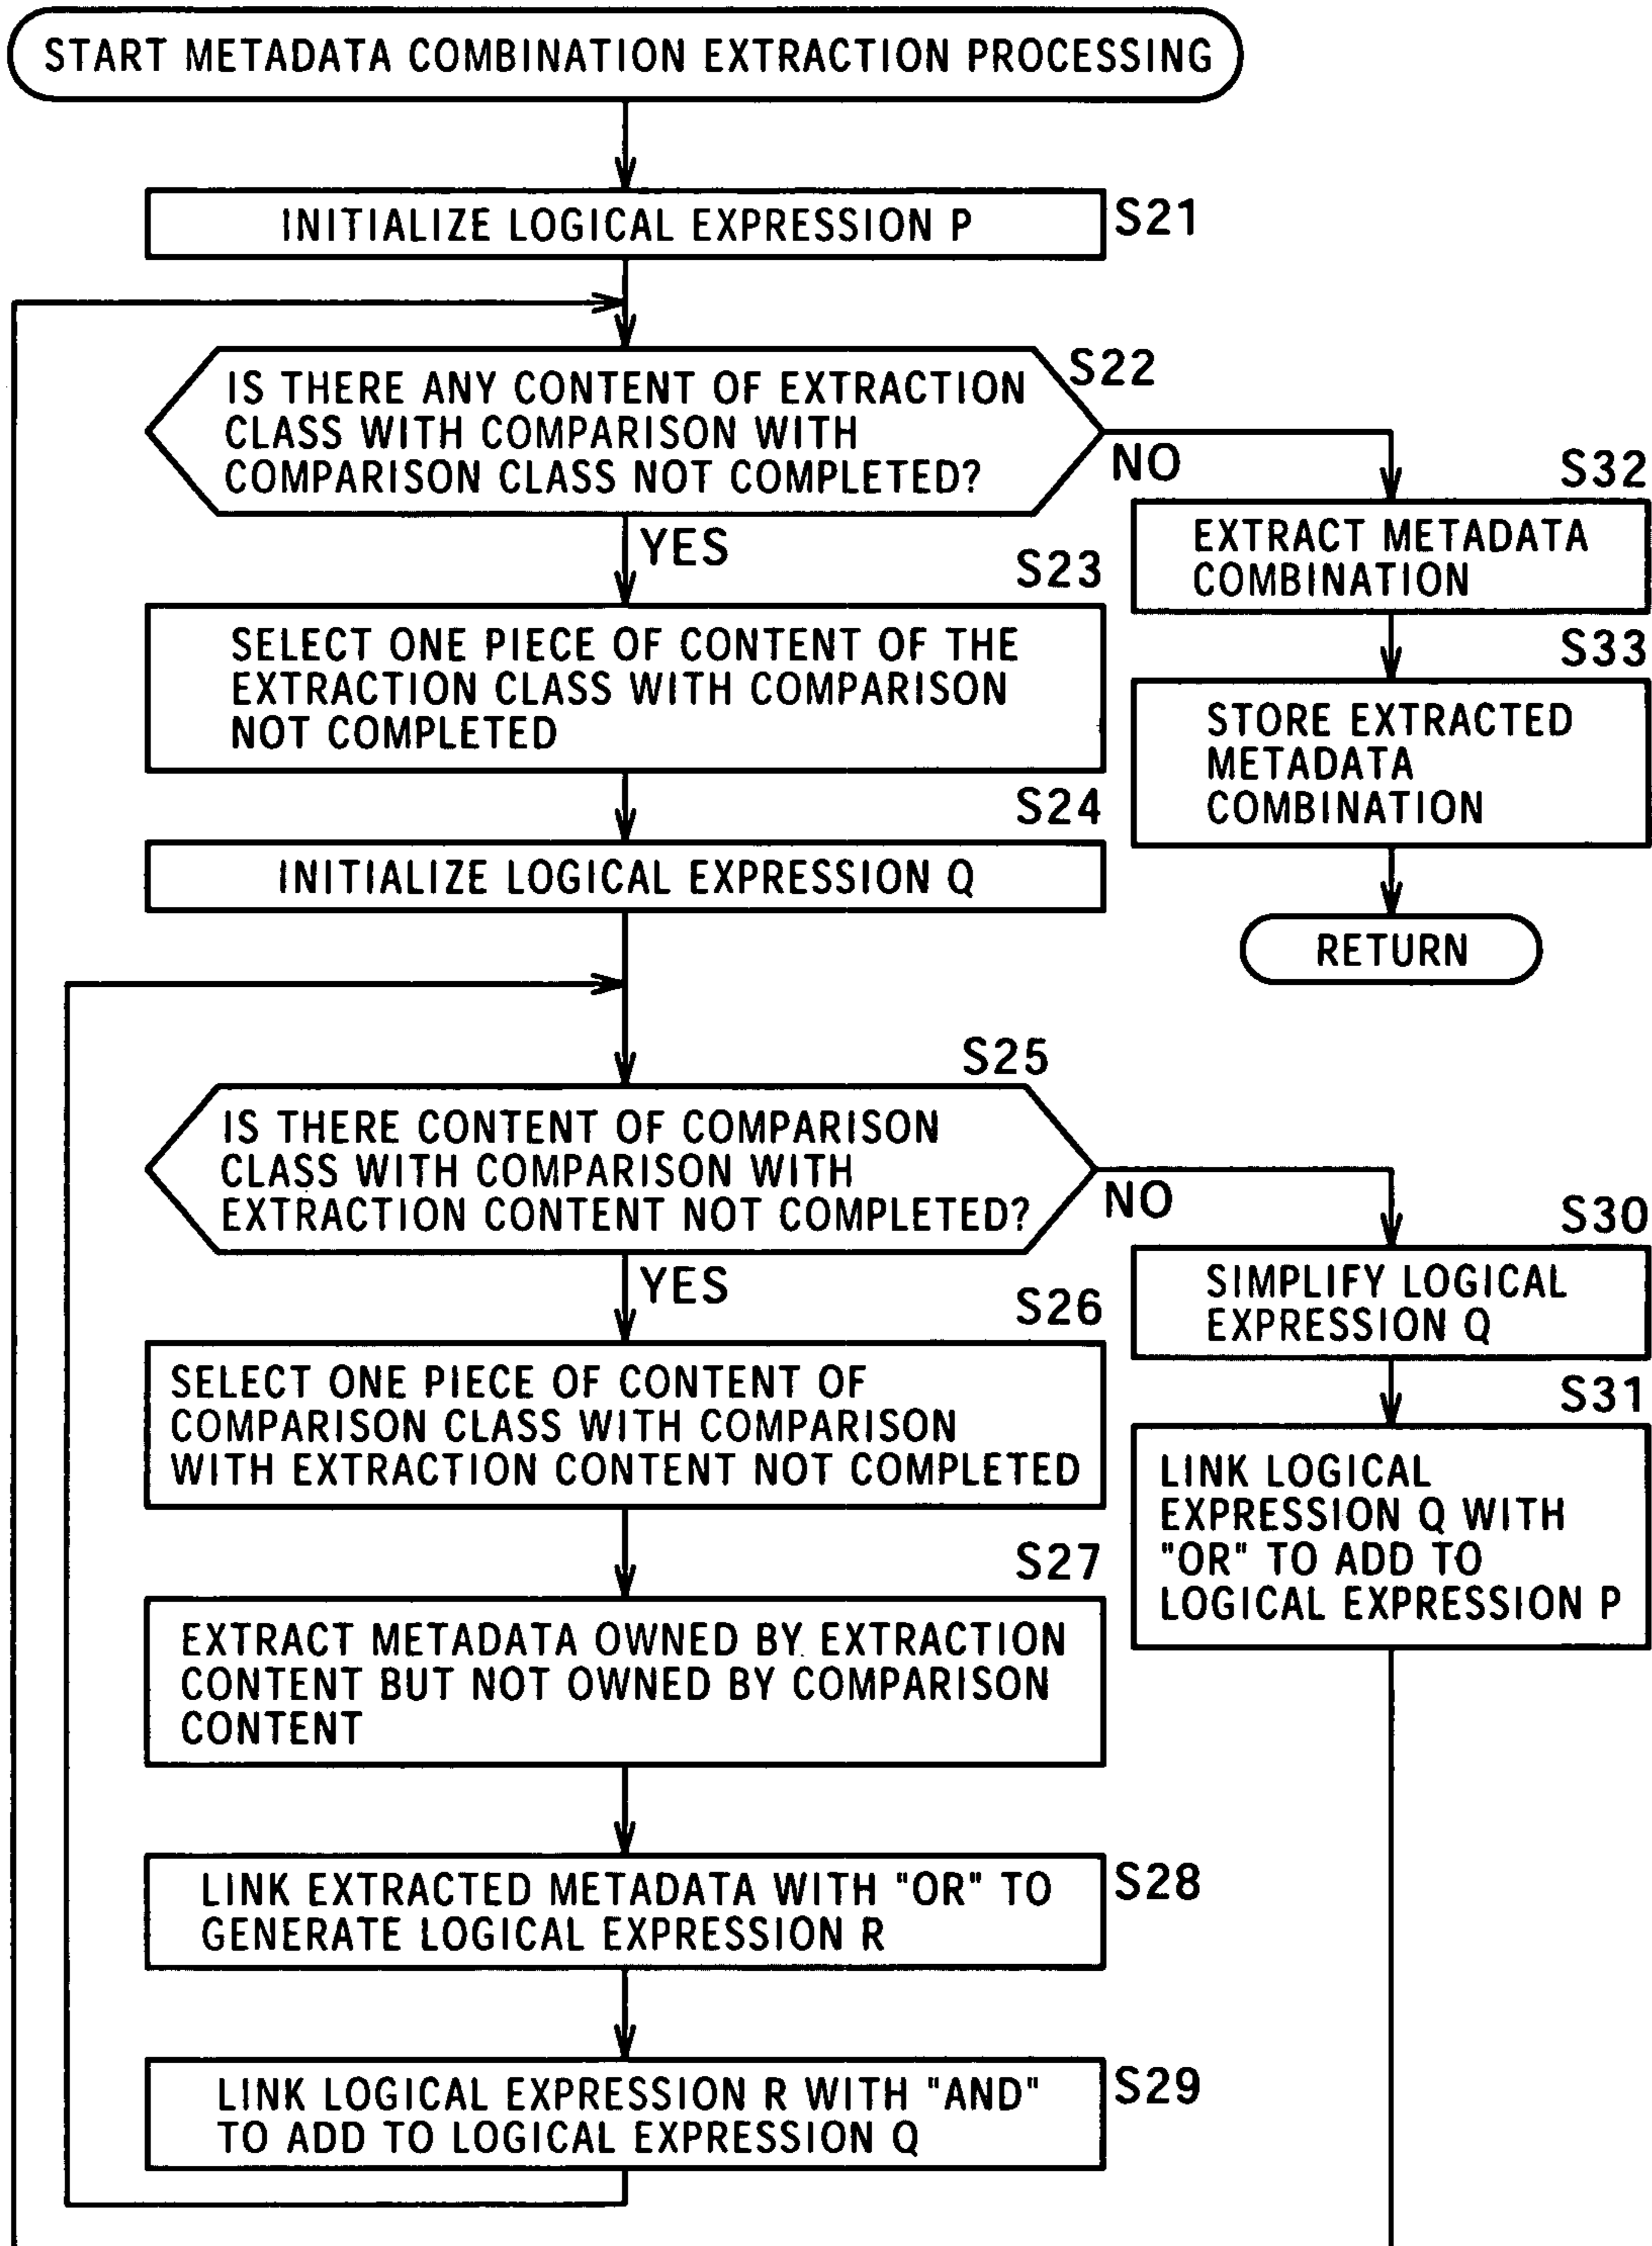 START METADATA COMBINATION EXTRACTION PROCESSING
INITIALIZE LOGICAL EXPRESSION P
S21
IS THERE ANY CONTENT OF EXTRACTION
CLASS WITH COMPARISON WITH
COMPARISON CLASS NOT COMPLETED?
S22
NO
YES
S32
EXTRACT METADATA
COMBINATION
S23
SELECT ONE PIECE OF CONTENT OF THE
EXTRACTION CLASS WITH COMPARISON
NOT COMPLETED
S33
STORE EXTRACTED
METADATA
COMBINATION
S24
INITIALIZE LOGICAL EXPRESSION Q
RETURN
S25
IS THERE CONTENT OF COMPARISON
CLASS WITH COMPARISON WITH
EXTRACTION CONTENT NOT COMPLETED?
NO
YES
S30
SIMPLIFY LOGICAL
EXPRESSION Q
S26
SELECT ONE PIECE OF CONTENT OF
COMPARISON CLASS WITH COMPARISON
WITH EXTRACTION CONTENT NOT COMPLETED
S31
LINK LOGICAL
EXPRESSION Q WITH
"OR" TO ADD TO
LOGICAL EXPRESSION P
S27
EXTRACT METADATA OWNED BY EXTRACTION
CONTENT BUT NOT OWNED BY COMPARISON
CONTENT
LINK EXTRACTED METADATA WITH "OR" TO
GENERATE LOGICAL EXPRESSION R
S28
LINK LOGICAL EXPRESSION R WITH "AND"
TO ADD TO LOGICAL EXPRESSION Q
S29